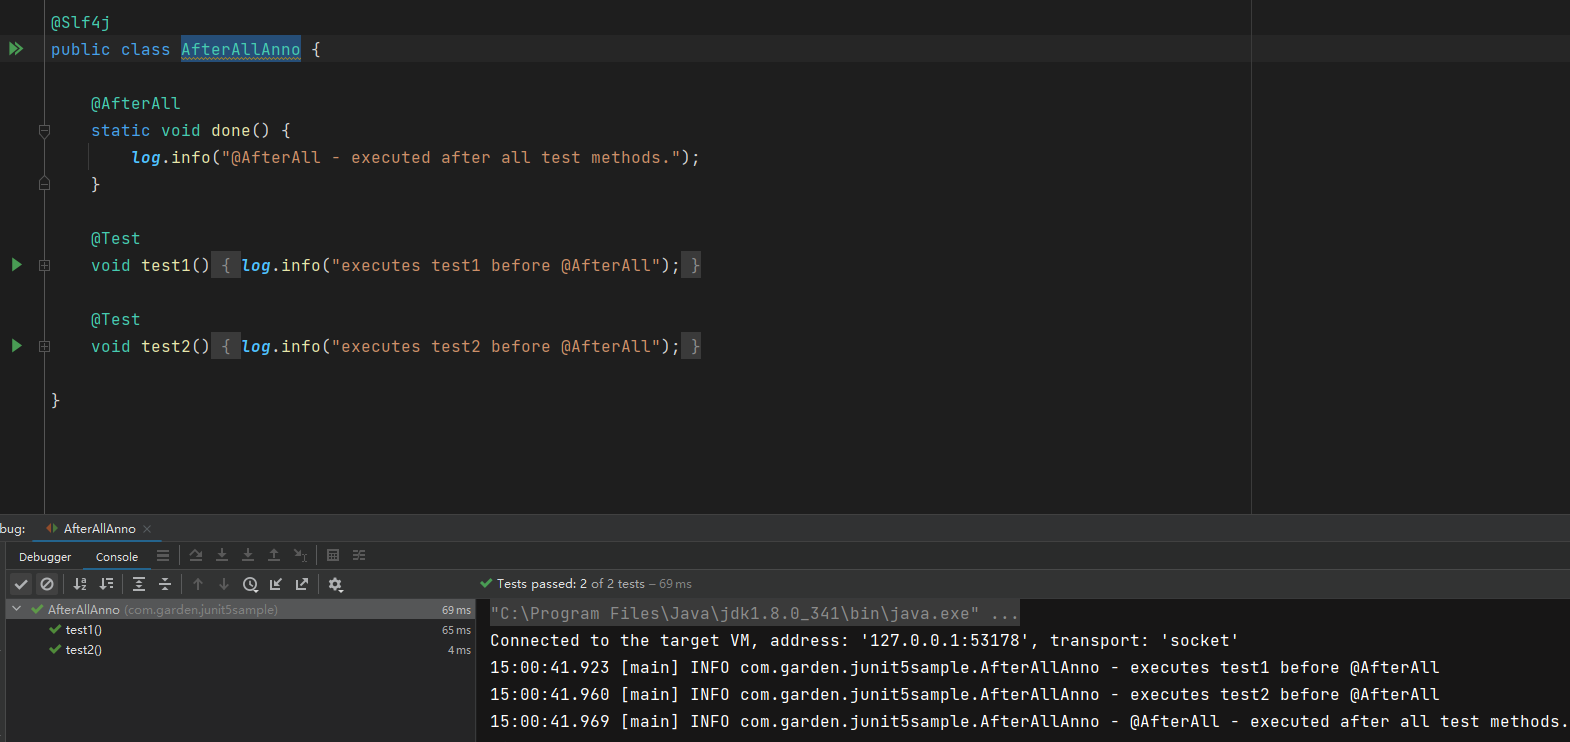 @Slf4j
public class AfterAllAnno {
@AfterAll
static void done() {
log.info("@AfterAll - executed after all test methods.");
}
@Test
void test1() { log.info("executes test1 before @AfterAll"); }
@Test
void test2() { log.info("executes test2 before @AfterAll"); }
}
bug: AfterAllAnno
Debugger Console
Tests passed: 2 of 2 tests – 69 ms
AfterAllAnno (com.garden.junit5sample) 69 ms
test1() 65 ms
test2() 4 ms
"C:\Program Files\Java\jdk1.8.0_341\bin\java.exe" ...
Connected to the target VM, address: '127.0.0.1:53178', transport: 'socket'
15:00:41.923 [main] INFO com.garden.junit5sample.AfterAllAnno - executes test1 before @AfterAll
15:00:41.960 [main] INFO com.garden.junit5sample.AfterAllAnno - executes test2 before @AfterAll
15:00:41.969 [main] INFO com.garden.junit5sample.AfterAllAnno - @AfterAll - executed after all test methods.